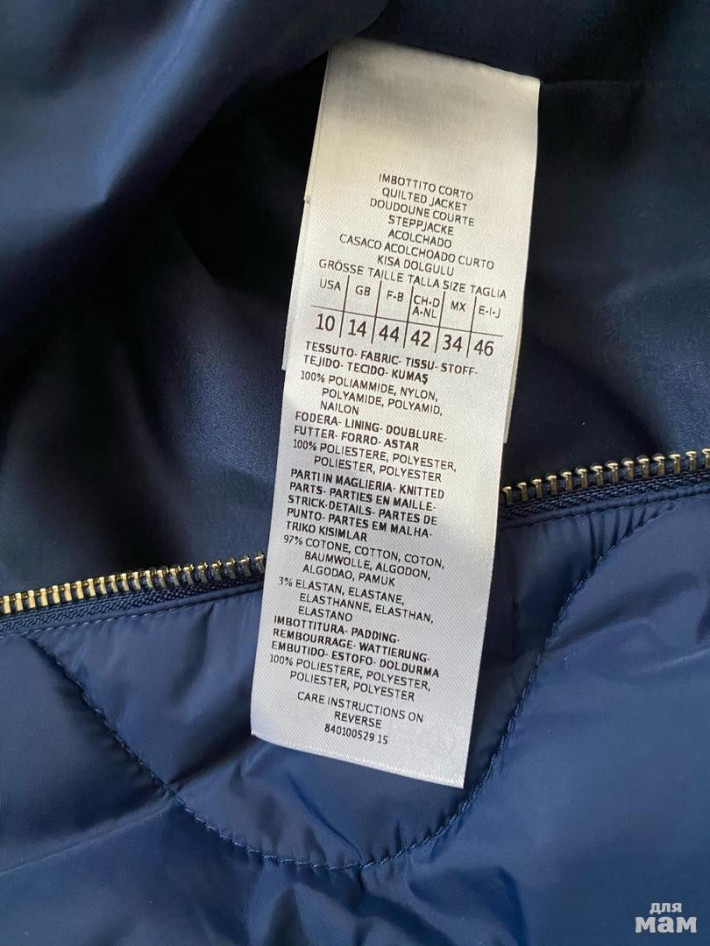 IMBOTTITO CORTO
QUILTED JACKET
DOUDOUNE COURTE
STEPPJACKE
ACOLCHADO
CASACO ACOLCHOADO CURTO
KISA DOLGULU
GRÖSSE TAILLE TALLA SIZE TAGLIA
USA GB F-B CH-D A-NL MX E-I-J
10 14 44 42 34 46
TESSUTO- FABRIC- TISSU- STOFF-
TEJIDO- TECIDO- KUMAŞ
100% POLIAMMIDE, NYLON,
POLYAMIDE, POLYAMID,
NAILON
FODERA- LINING- DOUBLURE-
FUTTER- FORRO- ASTAR
100% POLIESTERE, POLYESTER,
POLIESTER, POLYESTER
PARTI IN MAGLIERIA- KNITTED
PARTS- PARTIES EN MAILLE-
STRICK-DETAILS- PARTES DE
PUNTO- PARTES EM MALHA-
TRIKO KISIMLAR
97% COTONE, COTTON, COTON,
BAUMWOLLE, ALGODON,
ALGODAO, PAMUK
3% ELASTAN, ELASTANE,
ELASTHANNE, ELASTHAN,
ELASTANO
IMBOTTITURA- PADDING-
REMBOURRAGE- WATTIERUNG-
EMBUTIDO- ESTOFO- DOLDURMA
100% POLIESTERE, POLYESTER,
POLIESTER, POLYESTER
CARE INSTRUCTIONS ON
REVERSE
840100529 15
для
мам